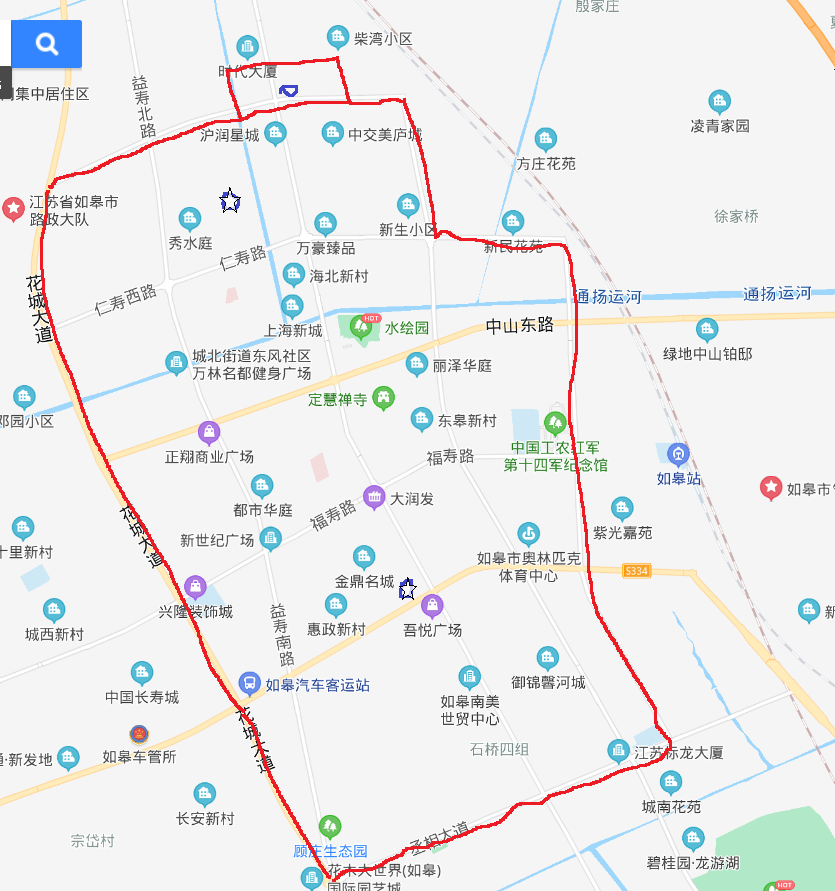 殷家庄
柴湾小区
时代大厦
集中居住区
益寿北路
凌青家园
沪润星城
中交美庐城
方庄花苑
江苏省如皋市
路政大队
秀水庭
万豪臻品
新生小区
新民花苑
徐家桥
仁寿路
海北新村
仁寿西路
花城大道
上海新城
HOT
水绘园
通扬运河
通扬运河
中山东路
绿地中山铂邸
城北街道东风社区
万林名都健身广场
丽泽华庭
邓园小区
定慧禅寺
东皋新村
正翔商业广场
中国工农红军
第十四军纪念馆
福寿路
如皋站
都市华庭
福寿路
大润发
如皋市
花城大道
十里新村
新世纪广场
紫光嘉苑
金鼎名城
如皋市奥林匹克
体育中心
S334
兴隆装饰城
城西新村
惠政新村
吾悦广场
新
益寿南路
中国长寿城
如皋汽车客运站
如皋南美
世贸中心
御锦馨河城
花城大道
如皋车管所
新发地
石桥四组
江苏标龙大厦
长安新村
城南花苑
宗岱村
顾庄生态园
丞相大道
碧桂园·龙游湖
花木大世界(如皋)
国际园艺城
HOT